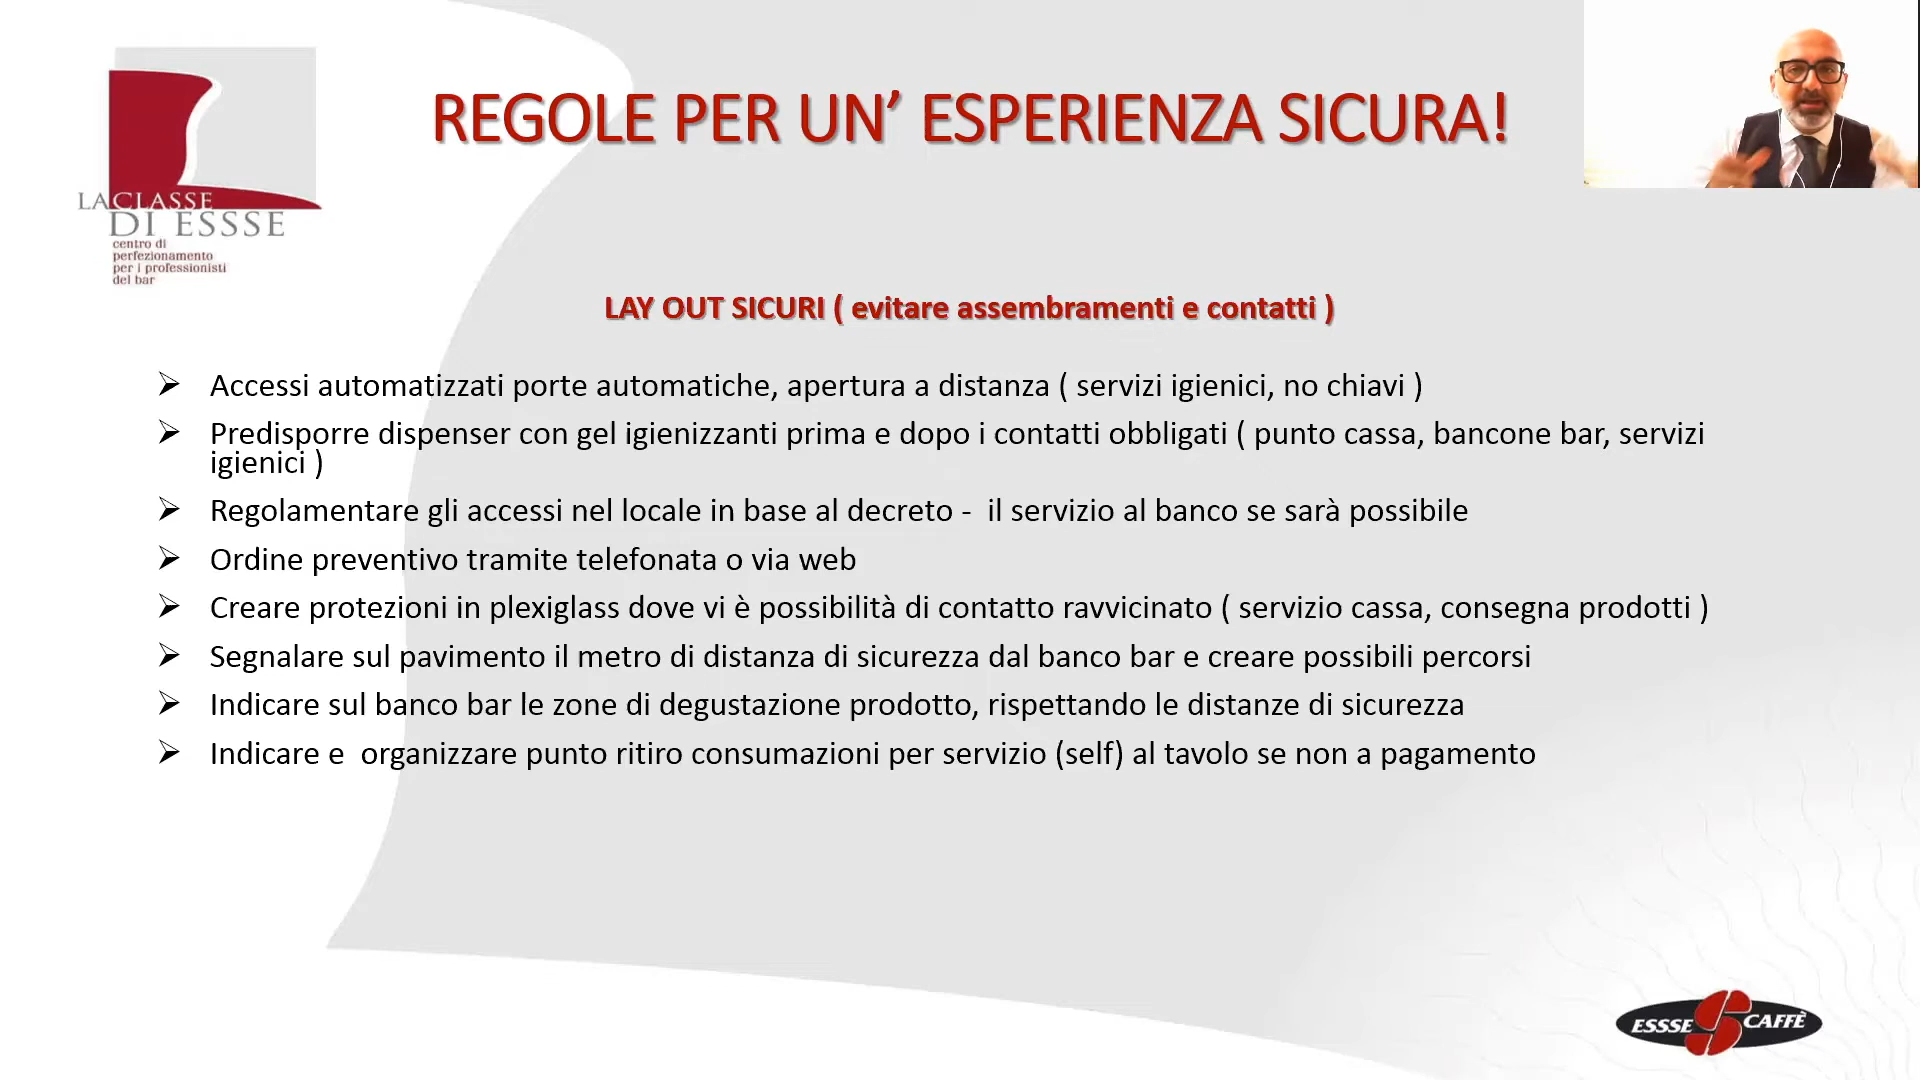 REGOLE PER UN’ ESPERIENZA SICURA!
LA CLASSE
DI ESSSE
centro di
perfezionamento
per i professionisti
del bar
LAY OUT SICURI ( evitare assembramenti e contatti )
Accessi automatizzati porte automatiche, apertura a distanza ( servizi igienici, no chiavi )
Predisporre dispenser con gel igienizzanti prima e dopo i contatti obbligati ( punto cassa, bancone bar, servizi
igienici )
Regolamentare gli accessi nel locale in base al decreto - il servizio al banco se sarà possibile
Ordine preventivo tramite telefonata o via web
Creare protezioni in plexiglass dove vi è possibilità di contatto ravvicinato ( servizio cassa, consegna prodotti )
Segnalare sul pavimento il metro di distanza di sicurezza dal banco bar e creare possibili percorsi
Indicare sul banco bar le zone di degustazione prodotto, rispettando le distanze di sicurezza
Indicare e organizzare punto ritiro consumazioni per servizio (self) al tavolo se non a pagamento
ESSSE CAFFÈ